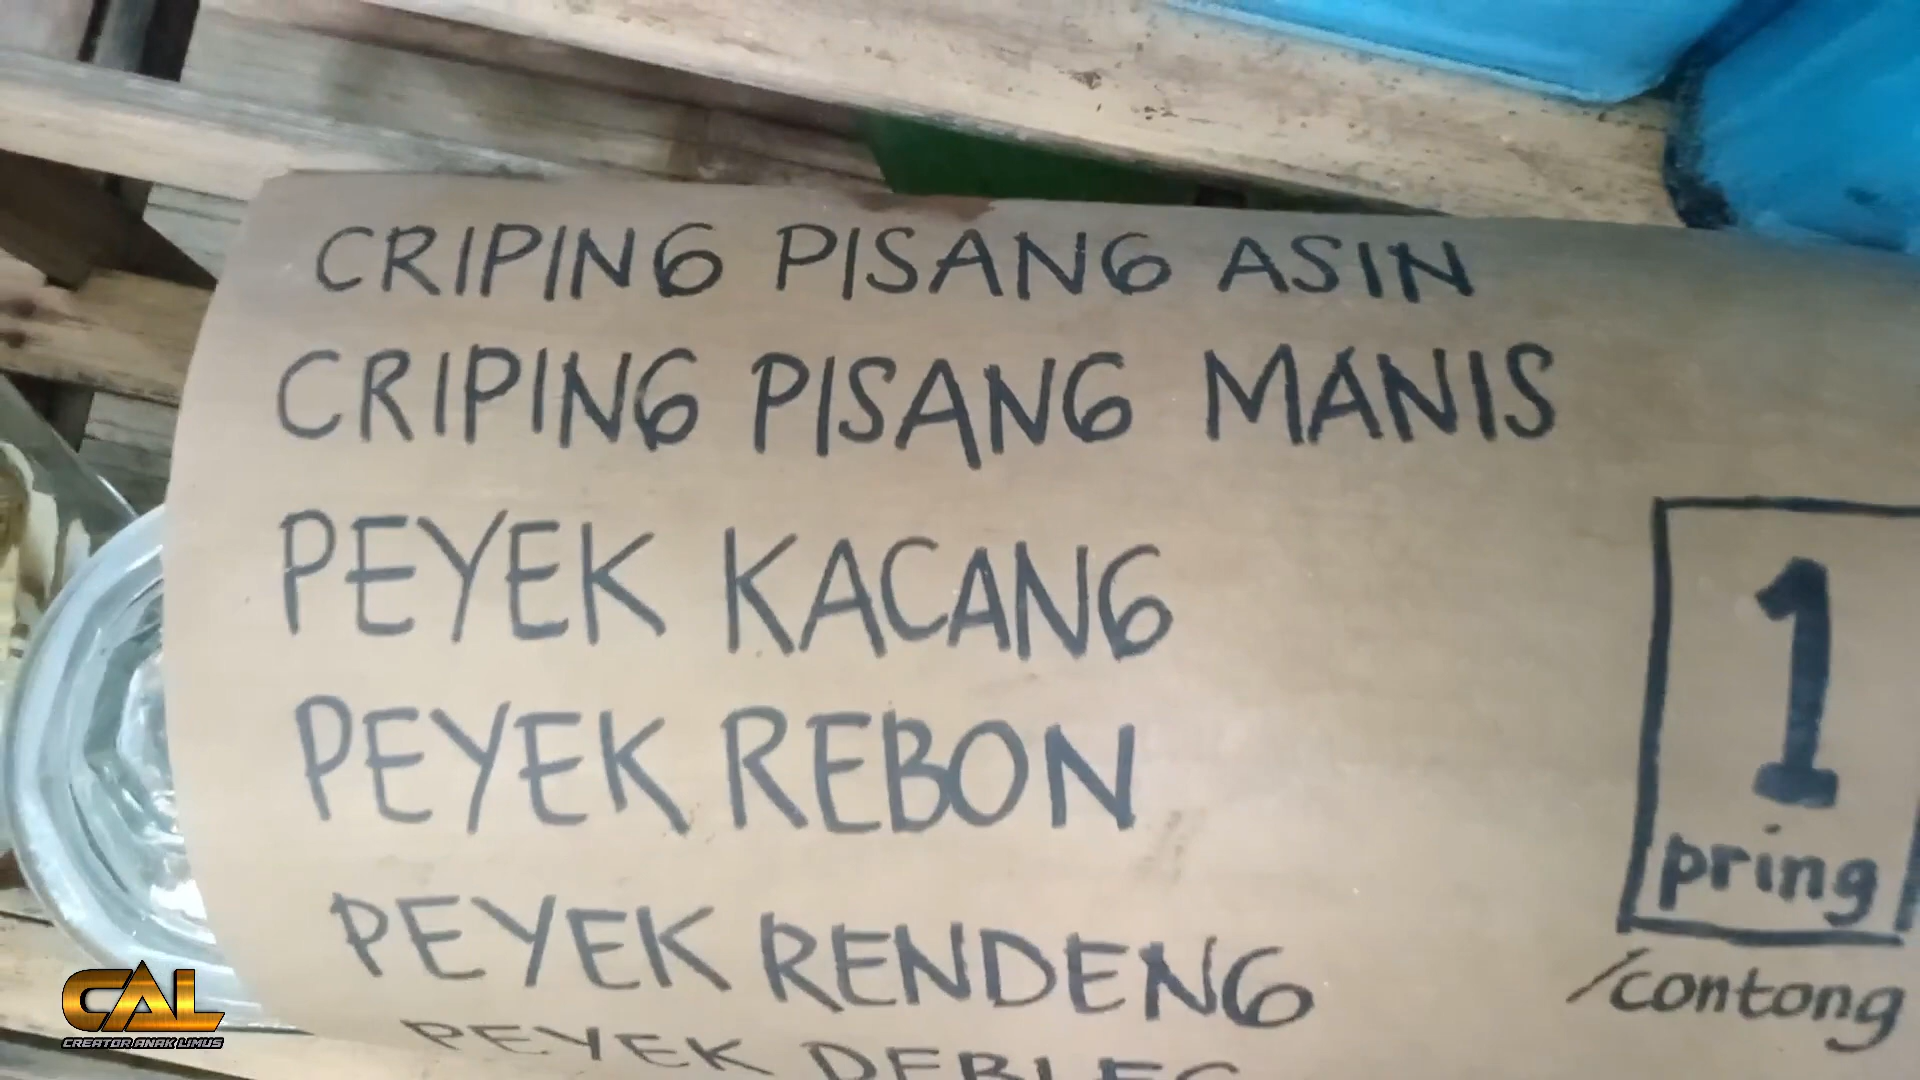 CRIPING PISANG ASIN
CRIPING PISANG MANIS
PEYEK KACANG
PEYEK REBON
PEYEK RENDENG
PEYEK
1
pring
/contong
CAL
CREATOR ANAK LIMUS